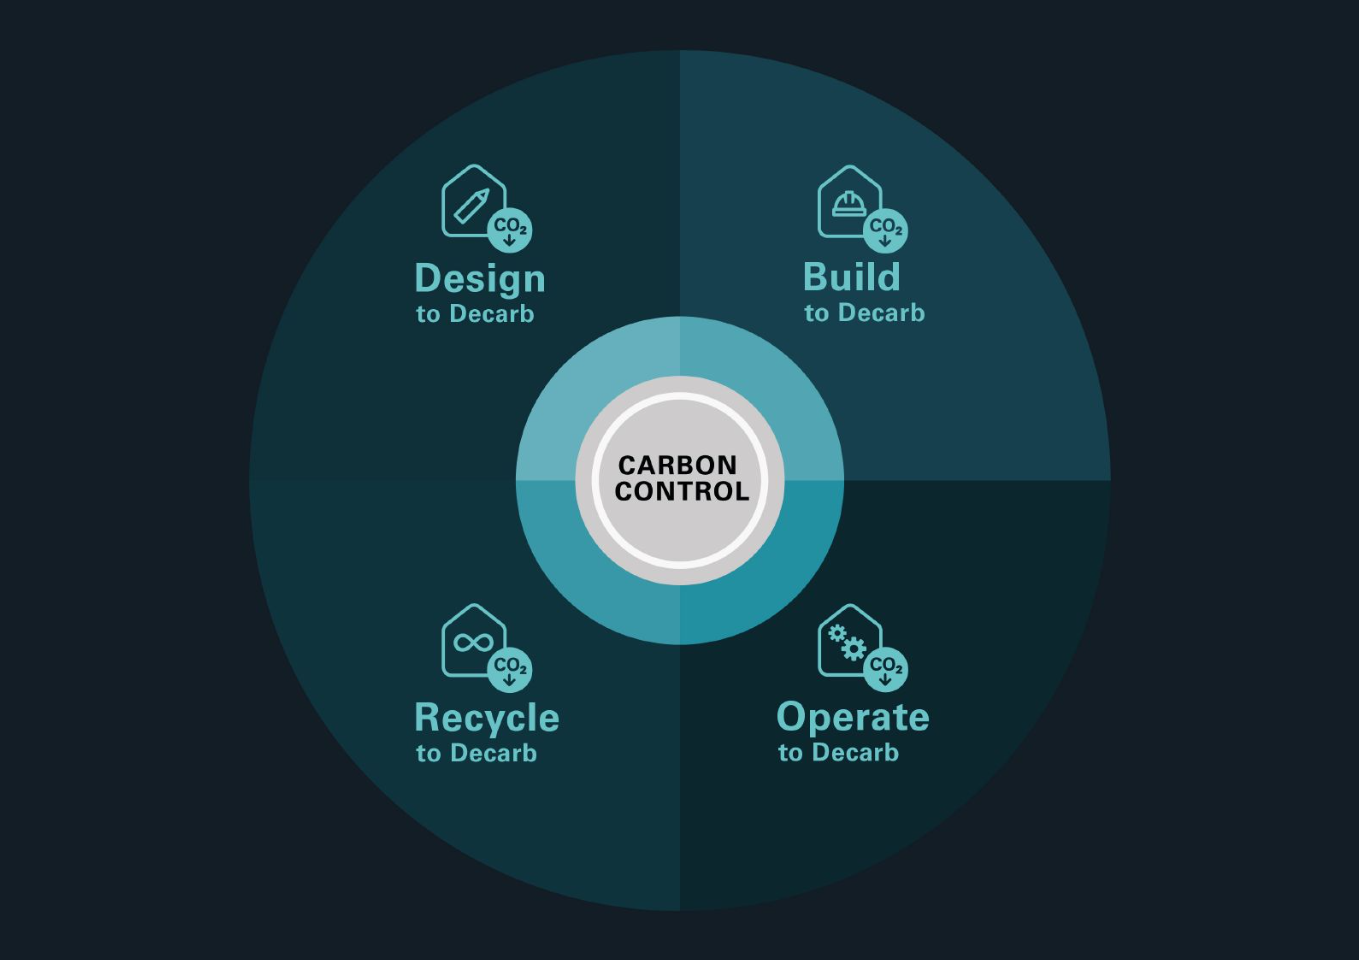 CO₂
Design
to Decarb
CO₂
Build
to Decarb
CARBON
CONTROL
CO₂
Recycle
to Decarb
CO₂
Operate
to Decarb